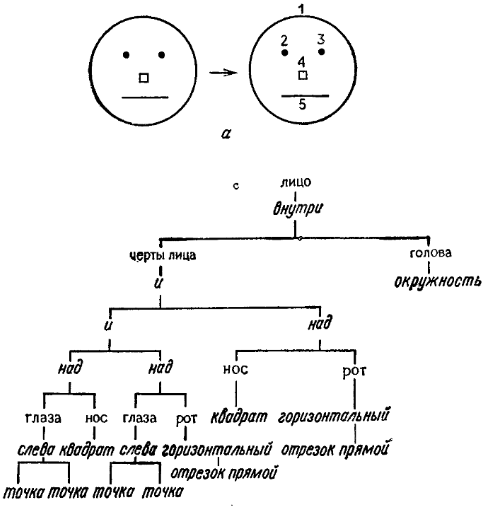 1
2 3
4
5
а
с лицо
внутри
черты лица голова
и окружность
и над
над над нос рот
глаза нос глаза рот квадрат горизонтальный
слева квадрат слева горизонтальный отрезок прямой
отрезок прямой
точка точка точка точка